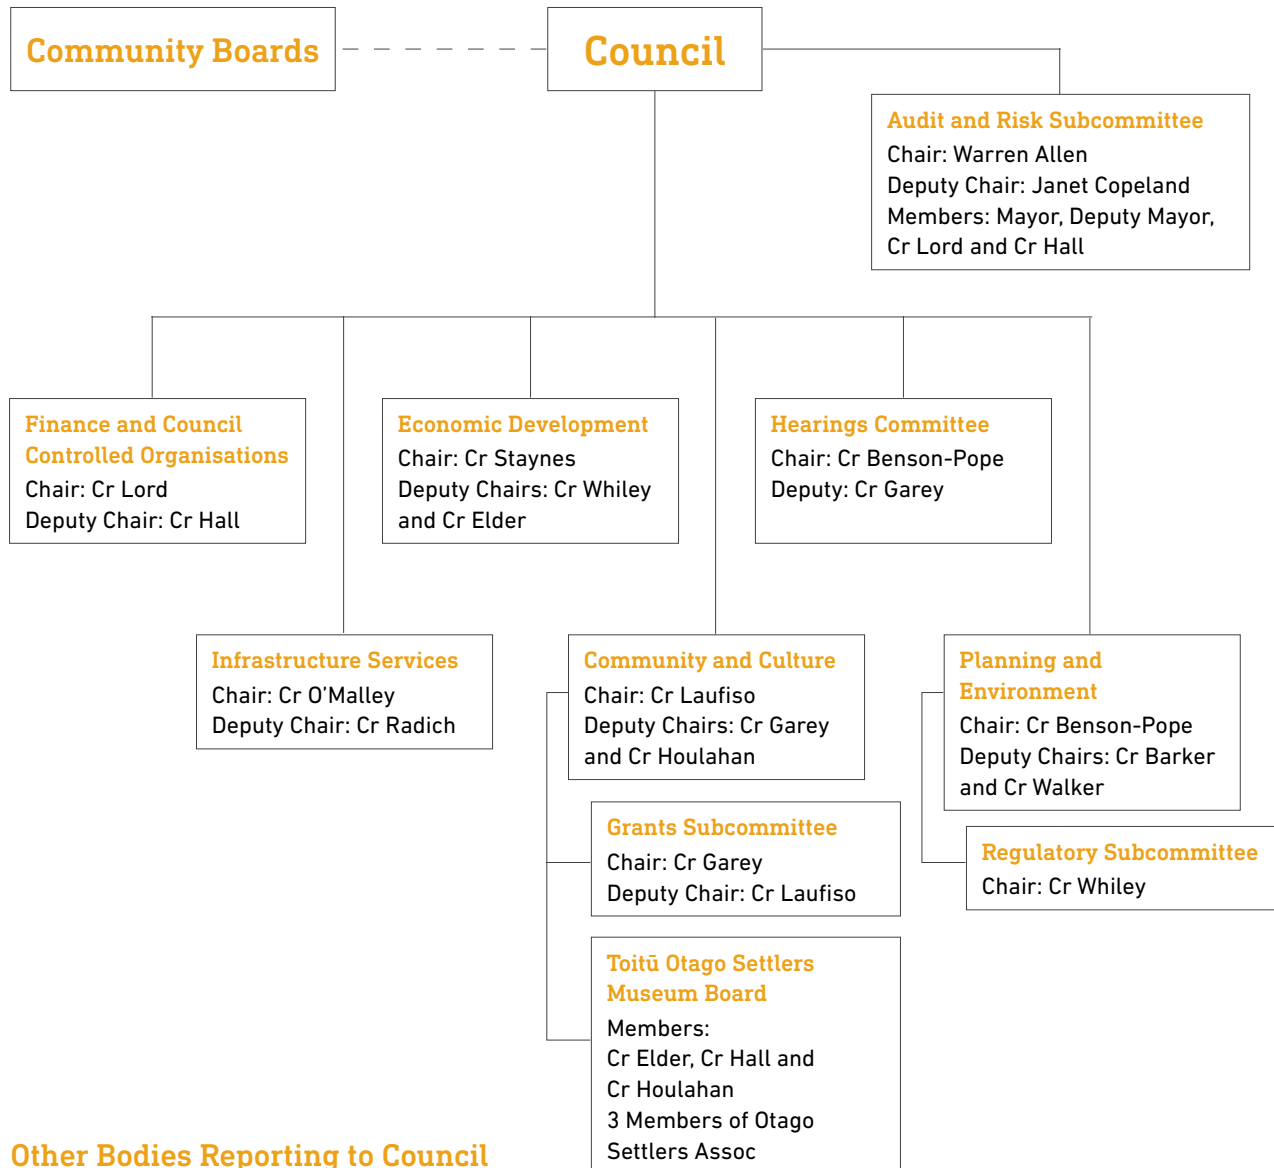 Community Boards
Council
Audit and Risk Subcommittee
Chair: Warren Allen
Deputy Chair: Janet Copeland
Members: Mayor, Deputy Mayor,
Cr Lord and Cr Hall
Finance and Council
Controlled Organisations
Chair: Cr Lord
Deputy Chair: Cr Hall
Economic Development
Chair: Cr Staynes
Deputy Chairs: Cr Whiley
and Cr Elder
Hearings Committee
Chair: Cr Benson-Pope
Deputy: Cr Garey
Infrastructure Services
Chair: Cr O’Malley
Deputy Chair: Cr Radich
Community and Culture
Chair: Cr Laufiso
Deputy Chairs: Cr Garey
and Cr Houlahan
Planning and
Environment
Chair: Cr Benson-Pope
Deputy Chairs: Cr Barker
and Cr Walker
Grants Subcommittee
Chair: Cr Garey
Deputy Chair: Cr Laufiso
Regulatory Subcommittee
Chair: Cr Whiley
Toitū Otago Settlers
Museum Board
Members:
Cr Elder, Cr Hall and
Cr Houlahan
3 Members of Otago
Settlers Assoc
Other Bodies Reporting to Council